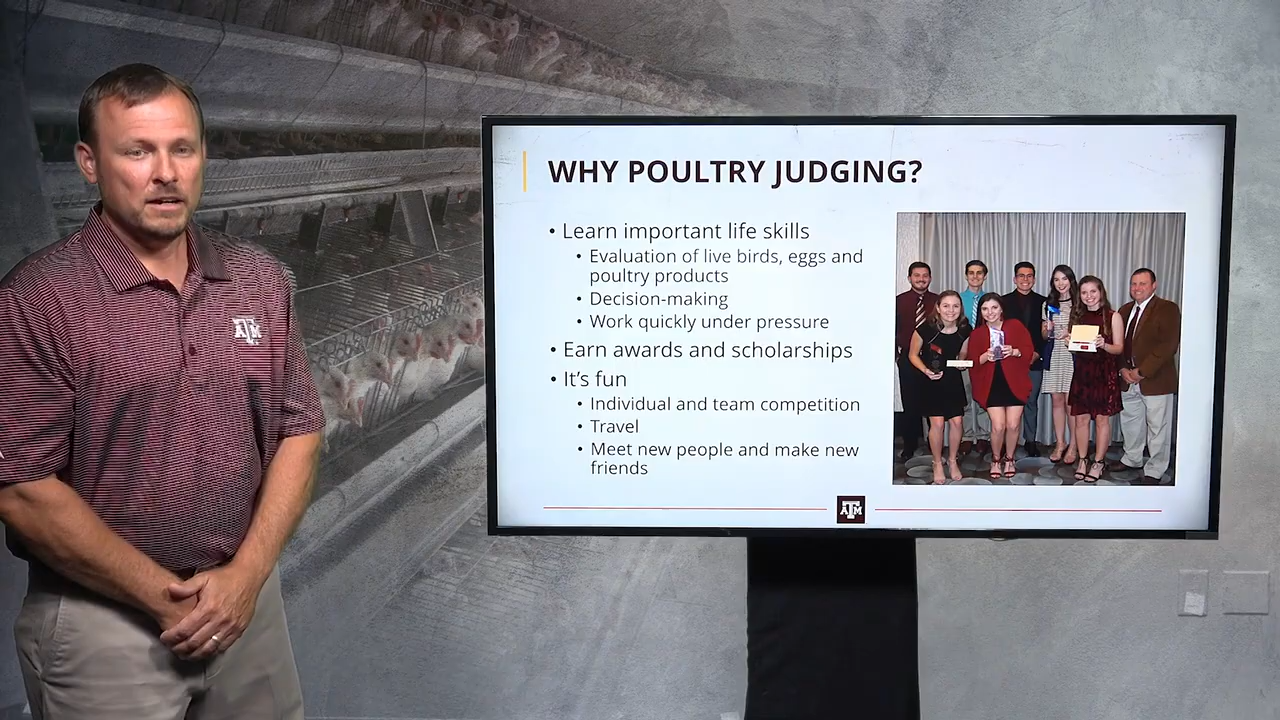 WHY POULTRY JUDGING?
• Learn important life skills
• Evaluation of live birds, eggs and
poultry products
• Decision-making
• Work quickly under pressure
• Earn awards and scholarships
• It's fun
• Individual and team competition
• Travel
• Meet new people and make new
friends
ATM
ATM